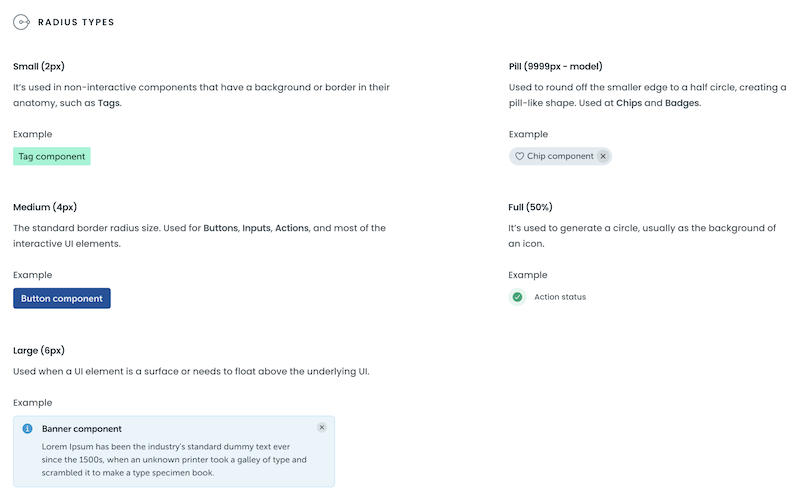 RADIUS TYPES
Small (2px)
It's used in non-interactive components that have a background or border in their
anatomy, such as Tags.
Example
Tag component
Medium (4px)
The standard border radius size. Used for Buttons, Inputs, Actions, and most of the
interactive UI elements.
Example
Button component
Large (6px)
Used when a UI element is a surface or needs to float above the underlying UI.
Example
Banner component
Lorem Ipsum has been the industry's standard dummy text ever
since the 1500s, when an unknown printer took a galley of type and
scrambled it to make a type specimen book.
Pill (9999px - model)
Used to round off the smaller edge to a half circle, creating a
pill-like shape. Used at Chips and Badges.
Example
Chip component
Full (50%)
It's used to generate a circle, usually as the background of
an icon.
Example
Action status